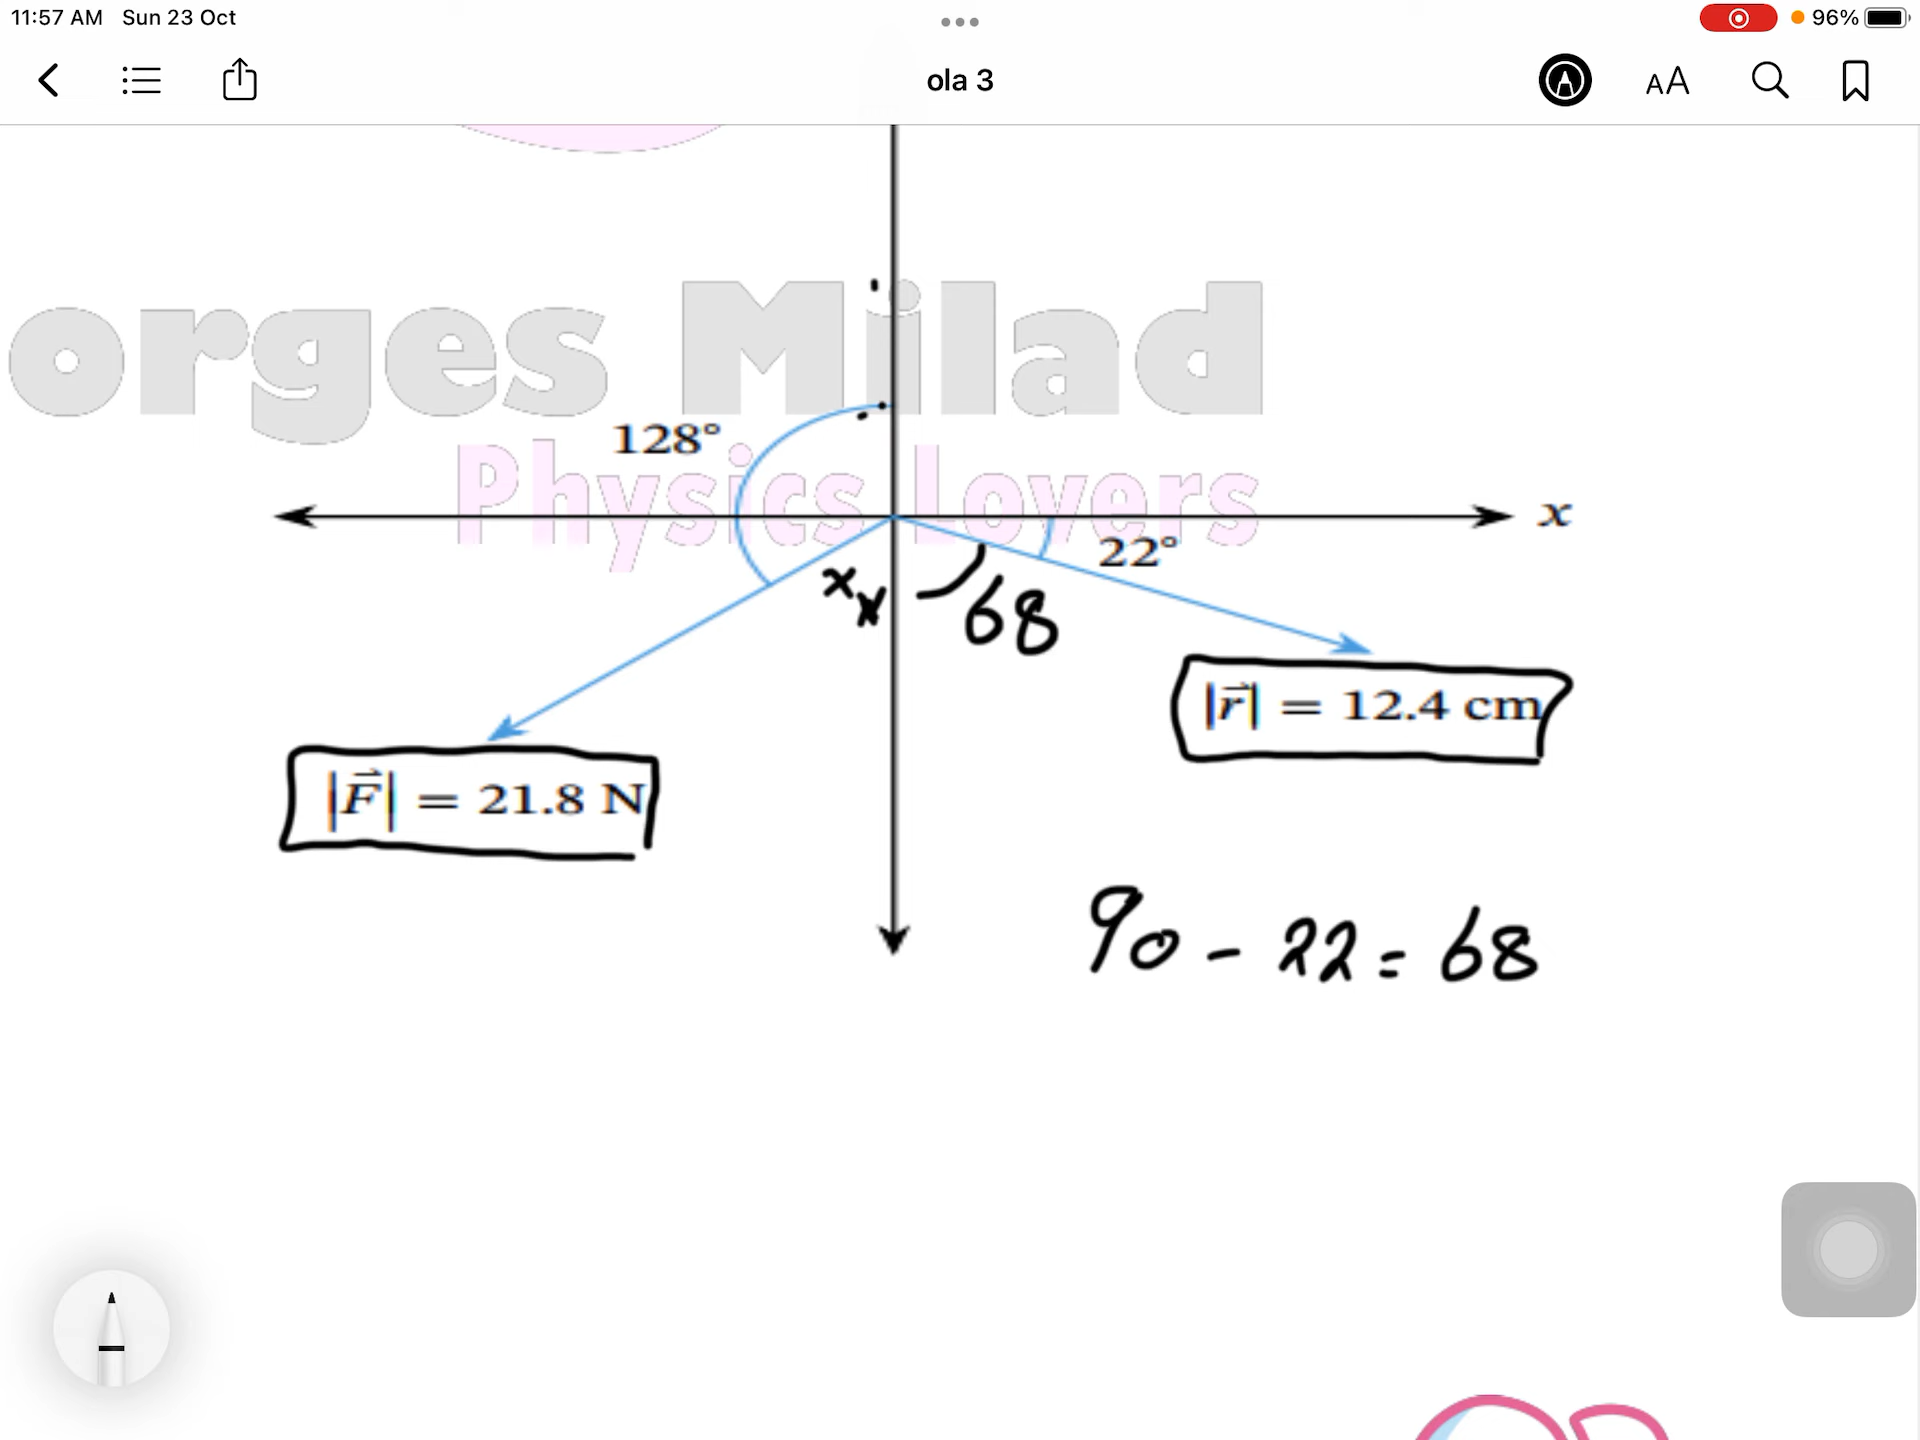 11:57 AM Sun 23 Oct
96%
ola 3
AA
orges Milad
128°
Physics Lovers
x
22°
x x 68
|r⃗| = 12.4 cm
|F⃗| = 21.8 N
90 - 22 = 68